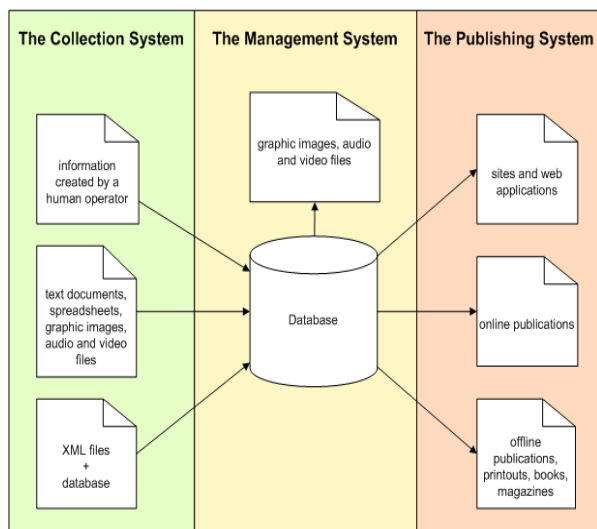 The Collection System
The Management System
The Publishing System
information
created by a
human operator
text documents,
spreadsheets,
graphic images,
audio and video
files
XML files
+
database
graphic images, audio
and video files
Database
sites and web
applications
online publications
offline
publications,
printouts, books,
magazines